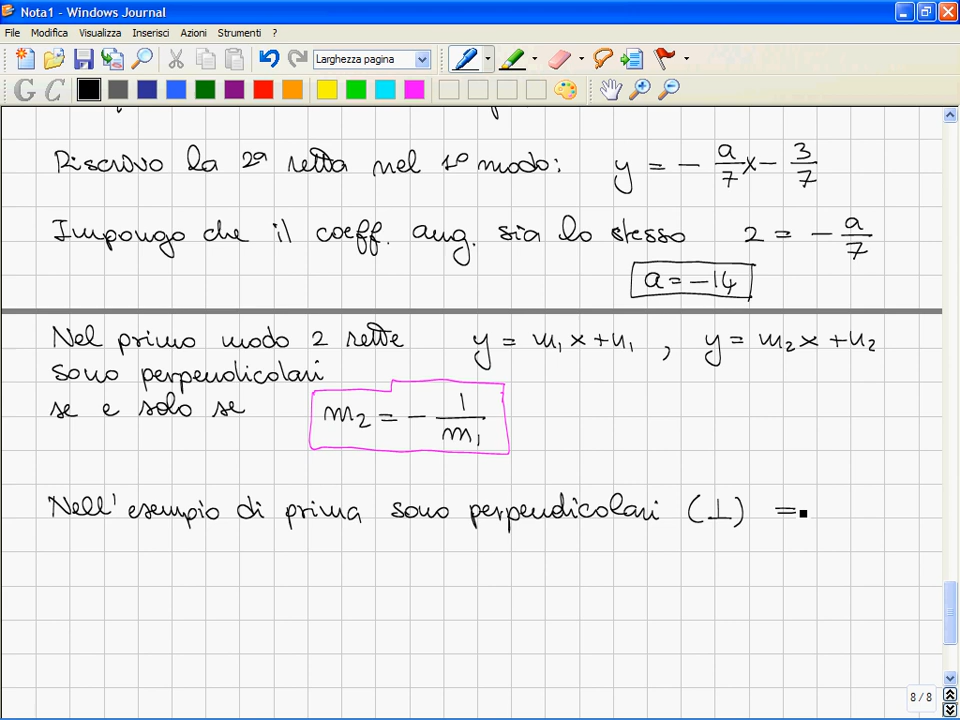 Nota1 - Windows Journal
File Modifica Visualizza Inserisci Azioni Strumenti ?
Larghezza pagina
G C
Riscrivo la 2ª retta nel 1º modo: y = - a/7 x - 3/7
Impongo che il coeff. ang. sia lo stesso 2 = - a/7
a = -14
Nel primo modo 2 rette y = m₁x + n₁ , y = m₂x + n₂
sono perpendicolari
se e solo se m₂ = - 1/m₁
Nell'esempio di prima sono perpendicolari (⊥) =
8 / 8